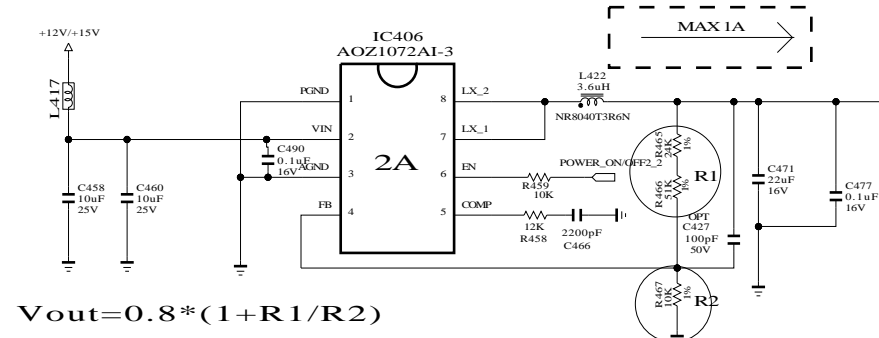 IC406
AOZ1072AI-3
MAX 1A
+12V/+15V
L417
L422
3.6uH
NR8040T3R6N
PGND
1
8
LX_2
VIN
2
7
LX_1
2A
AGND
3
6
EN
FB
4
5
COMP
C490
0.1uF
16V
C458
10uF
25V
C460
10uF
25V
R459
10K
POWER_ON/OFF2_2
12K
R458
2200pF
C466
R465
24K
1%
R466
51K
1%
R1
OPT
C427
100pF
50V
C471
22uF
16V
C477
0.1uF
16V
R467
10K
1%
R2
Vout=0.8*(1+R1/R2)